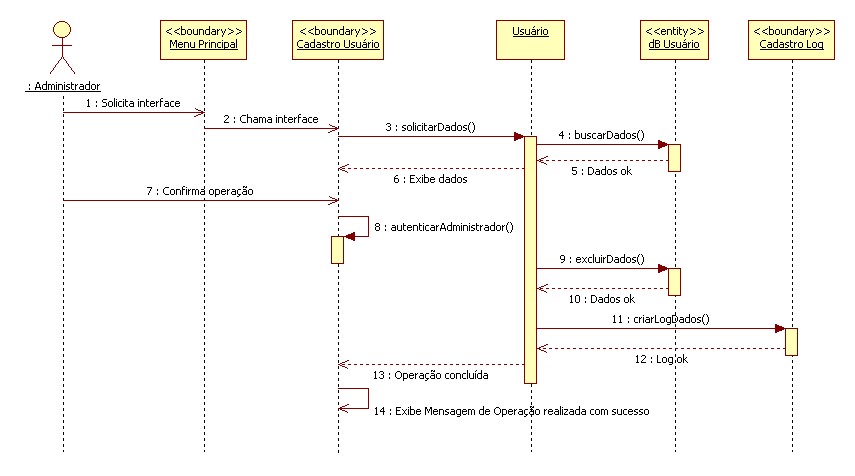 <<boundary>>
Menu Principal
<<boundary>>
Cadastro Usuário
Usuário
<<entity>>
dB Usuário
<<boundary>>
Cadastro Log
: Administrador
1 : Solicita interface
2 : Chama interface
3 : solicitarDados()
4 : buscarDados()
5 : Dados ok
6 : Exibe dados
7 : Confirma operação
8 : autenticarAdministrador()
9 : excluirDados()
10 : Dados ok
11 : criarLogDados()
12 : Log ok
13 : Operação concluída
14 : Exibe Mensagem de Operação realizada com sucesso